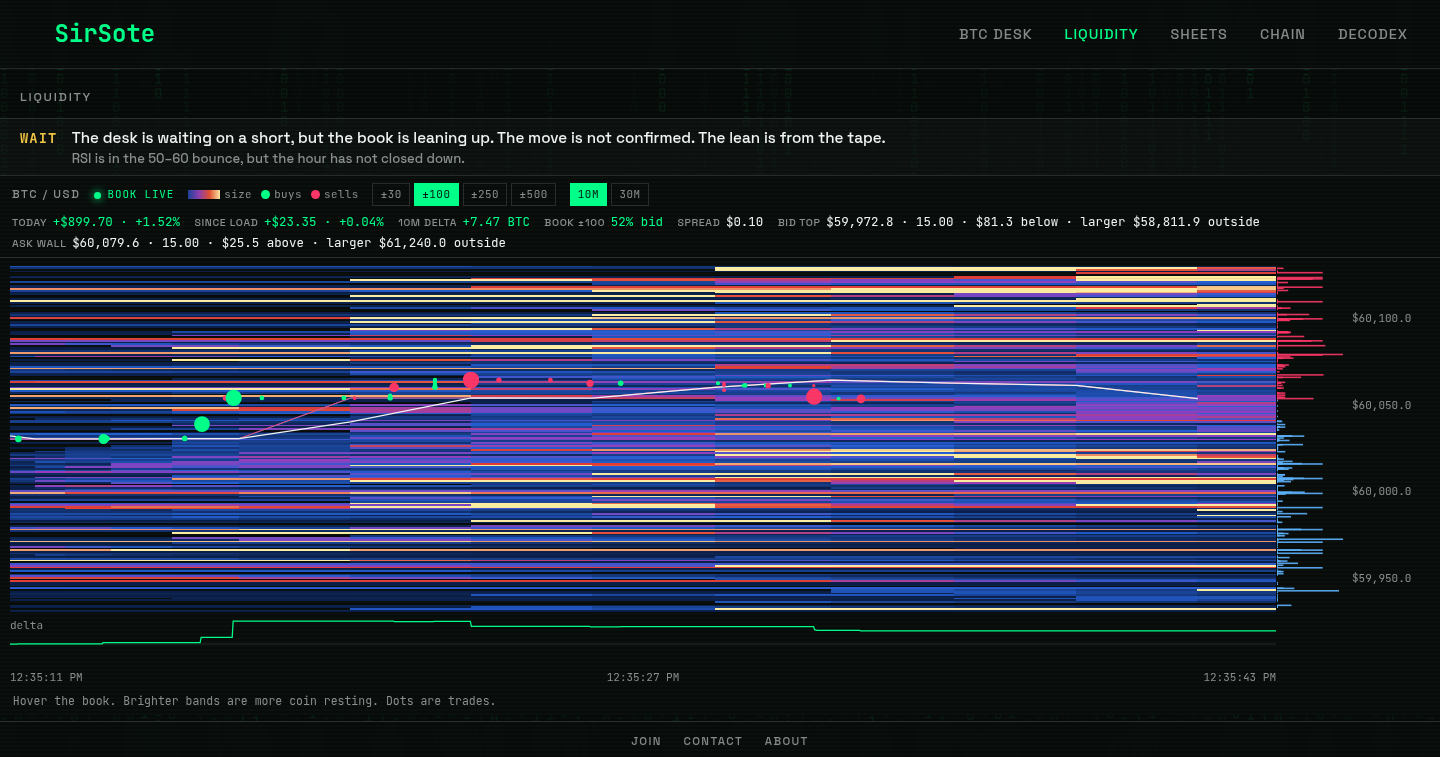 SirSote
BTC DESK LIQUIDITY SHEETS CHAIN DECODEX
LIQUIDITY
WAIT The desk is waiting on a short, but the book is leaning up. The move is not confirmed. The lean is from the tape.
RSI is in the 50–60 bounce, but the hour has not closed down.
BTC / USD BOOK LIVE size buys sells ±30 ±100 ±250 ±500 10M 30M
TODAY +$899.70 · +1.52% SINCE LOAD +$23.35 · +0.04% 10M DELTA +7.47 BTC BOOK ±100 52% bid SPREAD $0.10 BID TOP $59,972.8 · 15.00 · $81.3 below · larger $58,811.9 outside
ASK WALL $60,079.6 · 15.00 · $25.5 above · larger $61,240.0 outside
$60,100.0
$60,050.0
$60,000.0
$59,950.0
delta
12:35:11 PM 12:35:27 PM 12:35:43 PM
Hover the book. Brighter bands are more coin resting. Dots are trades.
JOIN CONTACT ABOUT